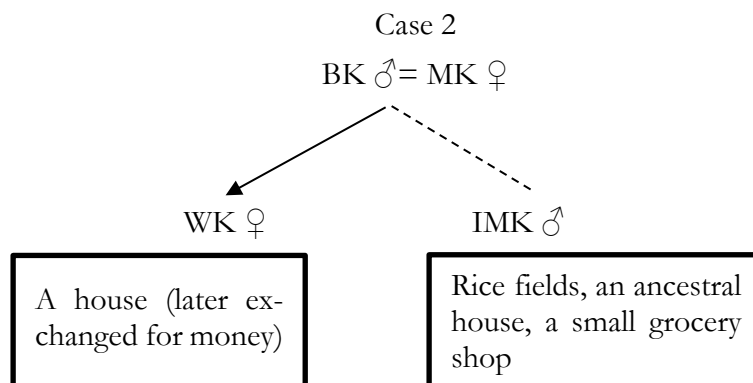 Case 2
BK ♂= MK ♀
WK ♀ IMK ♂
A house (later ex-
changed for money)
Rice fields, an ancestral
house, a small grocery
shop